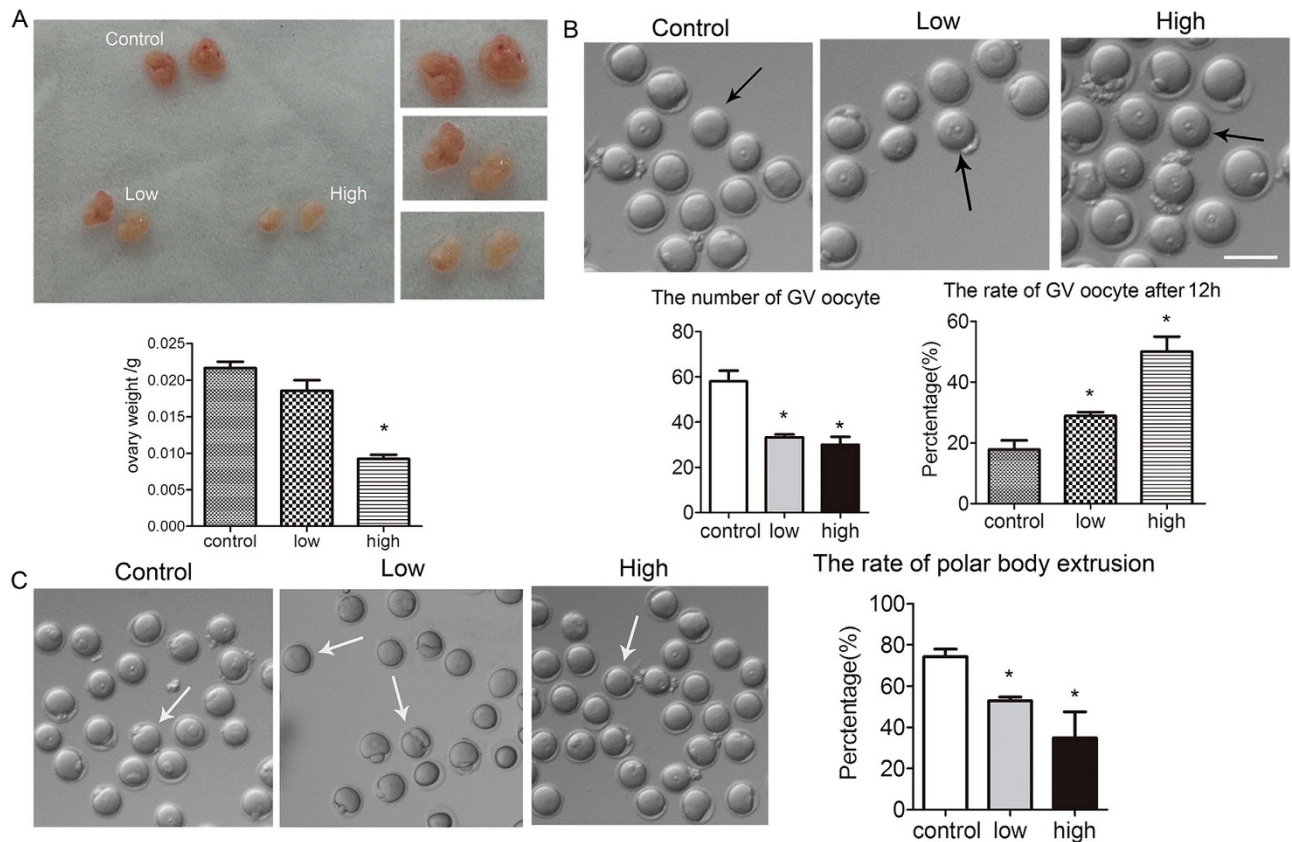 A
Control
Low
High
0.025
0.020
0.015
0.010
0.005
0.000
ovary weight /g
*
control
low
high
B
Control
Low
High
The number of GV oocyte
80
60
40
20
0
*
*
control
low
high
The rate of GV oocyte after 12h
60
40
20
0
Perctentage(%)
*
*
control
low
high
C
Control
Low
High
The rate of polar body extrusion
100
80
60
40
20
0
Perctentage(%)
*
*
control
low
high